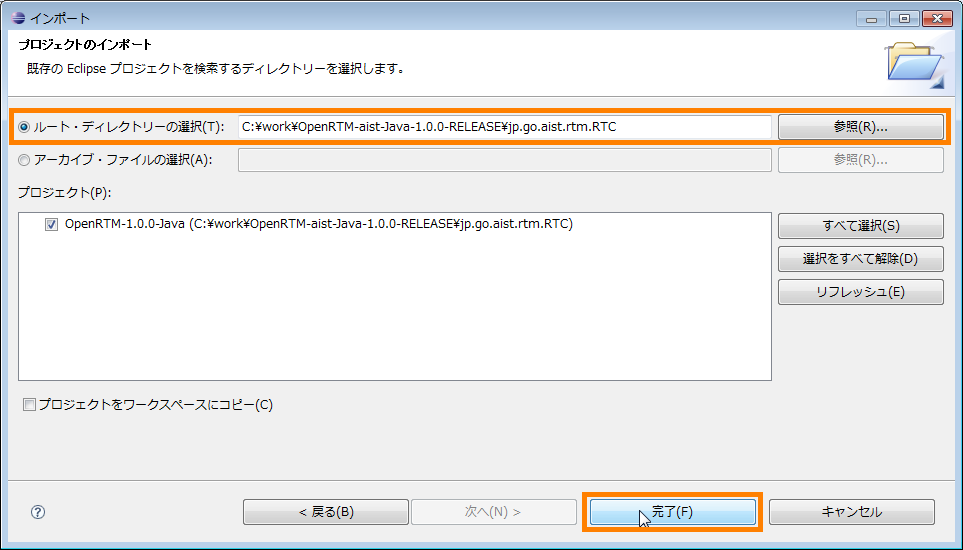 インポート
プロジェクトのインポート
既存の Eclipse プロジェクトを検索するディレクトリーを選択します。
ルート・ディレクトリーの選択(T): C:¥work¥OpenRTM-aist-Java-1.0.0-RELEASE¥jp.go.aist.rtm.RTC 参照(R)...
アーカイブ・ファイルの選択(A): 参照(R)...
プロジェクト(P):
OpenRTM-1.0.0-Java (C:¥work¥OpenRTM-aist-Java-1.0.0-RELEASE¥jp.go.aist.rtm.RTC) すべて選択(S)
選択をすべて解除(D)
リフレッシュ(E)
プロジェクトをワークスペースにコピー(C)
? < 戻る(B) 次へ(N) > 完了(F) キャンセル